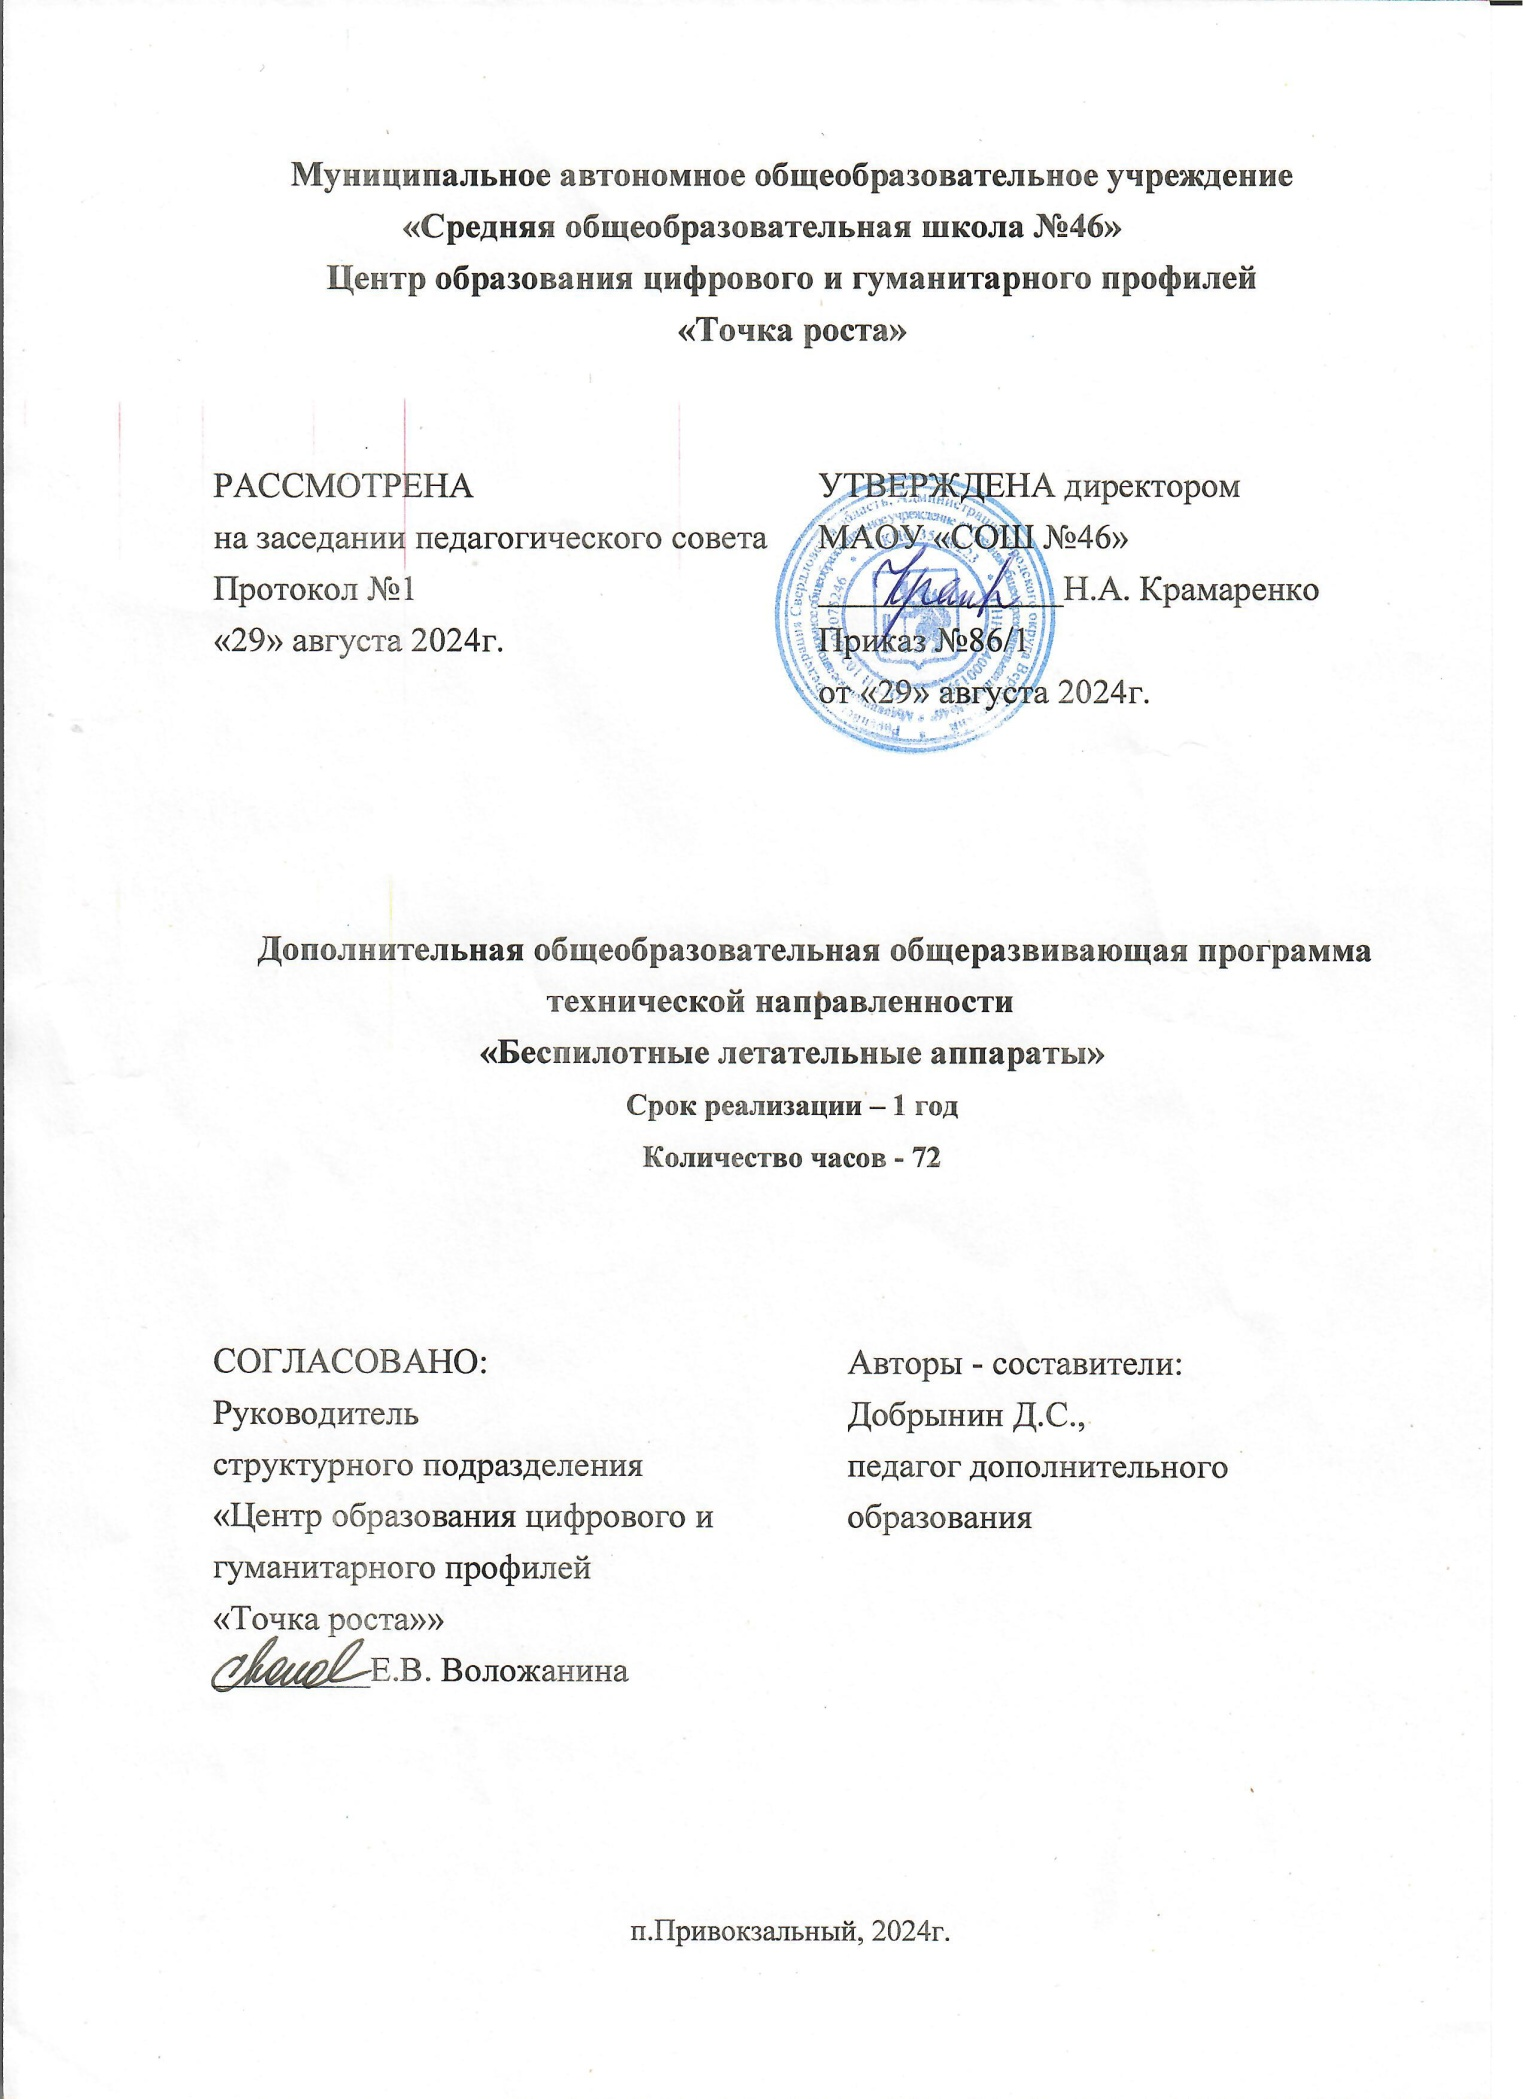 Муниципальное автономное общеобразовательное учреждение
«Средняя общеобразовательная школа №46»
Центр образования цифрового и гуманитарного профилей
«Точка роста»
РАССМОТРЕНА
на заседании педагогического совета
Протокол №1
«29» августа 2024г.
УТВЕРЖДЕНА директором
МАОУ «СОШ №46»
Н.А. Крамаренко
Приказ №86/1
от «29» августа 2024г.
Дополнительная общеобразовательная общеразвивающая программа
технической направленности
«Беспилотные летательные аппараты»
Срок реализации – 1 год
Количество часов - 72
СОГЛАСОВАНО:
Руководитель
структурного подразделения
«Центр образования цифрового и
гуманитарного профилей
«Точка роста»»
Е.В. Воложанина
Авторы - составители:
Добрынин Д.С.,
педагог дополнительного
образования
п.Привокзальный, 2024г.